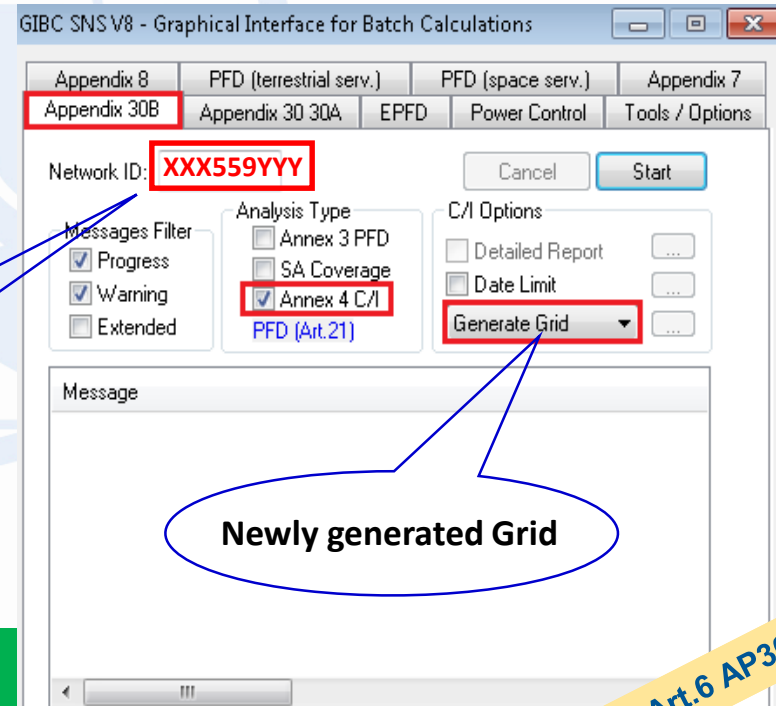 GIBC SNS V8 - Graphical Interface for Batch Calculations
Appendix 8 PFD (terrestrial serv.) PFD (space serv.) Appendix 7
Appendix 30B Appendix 30 30A EPFD Power Control Tools / Options
Network ID: XXX559YYY Cancel Start
Messages Filter
Progress
Warning
Extended
Analysis Type
Annex 3 PFD
SA Coverage
Annex 4 C/I
PFD (Art.21)
C/I Options
Detailed Report ...
Date Limit ...
Generate Grid ...
Message
Newly generated Grid
Art.6 AP30